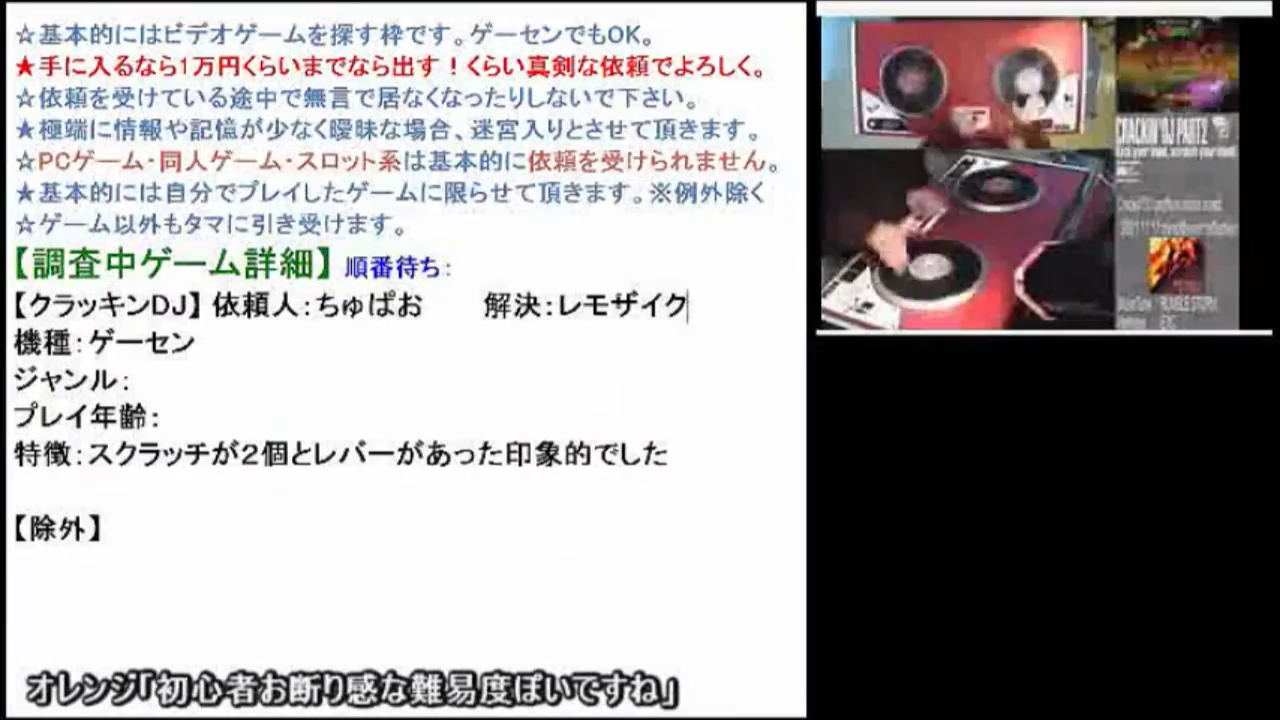 ☆基本的にはビデオゲームを探す枠です。ゲーセンでもOK。
★手に入るなら1万円くらいまでなら出す！くらい真剣な依頼でよろしく。
☆依頼を受けている途中で無言で居なくなったりしないで下さい。
★極端に情報や記憶が少なく曖昧な場合、迷宮入りとさせて頂きます。
☆PCゲーム・同人ゲーム・スロット系は基本的に依頼を受けられません。
★基本的には自分でプレイしたゲームに限らせて頂きます。※例外除く
☆ゲーム以外もタマに引き受けます。
【調査中ゲーム詳細】 順番待ち：
【クラッキンDJ】 依頼人：ちゅぱお 解決：レモザイク
機種：ゲーセン
ジャンル：
プレイ年齢：
特徴：スクラッチが２個とレバーがあった印象的でした
【除外】
オレンジ「初心者お断り感な難易度ぽいですね」
CRACKIN' DJ PART2